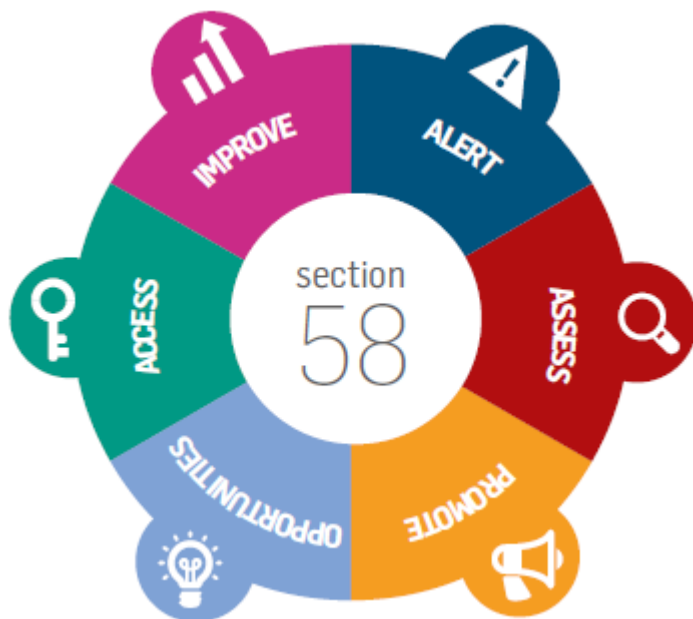 IMPROVE
ALERT
ACCESS
section
58
ASSESS
OPPORTUNITIES
PROMOTE